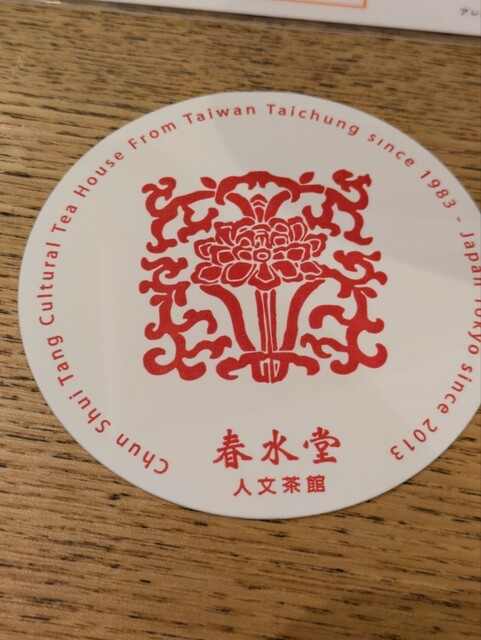 Chun Shui Tang Cultural Tea House From Taiwan Taichung since 1983 - Japan Tokyo since 2013
春水堂
人文茶館